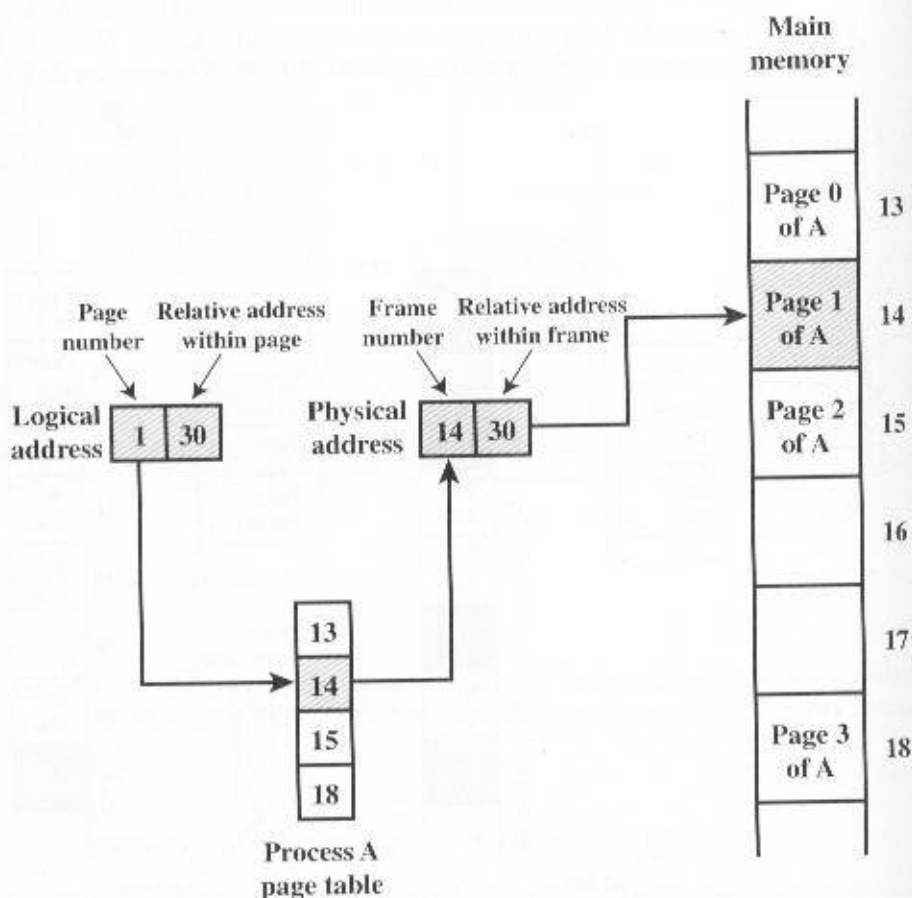 Main
memory
Page 0
of A
13
Page 1
of A
14
Page 2
of A
15
16
17
Page 3
of A
18
Page
number
Relative address
within page
Frame
number
Relative address
within frame
Logical
address
1
30
Physical
address
14
30
13
14
15
18
Process A
page table